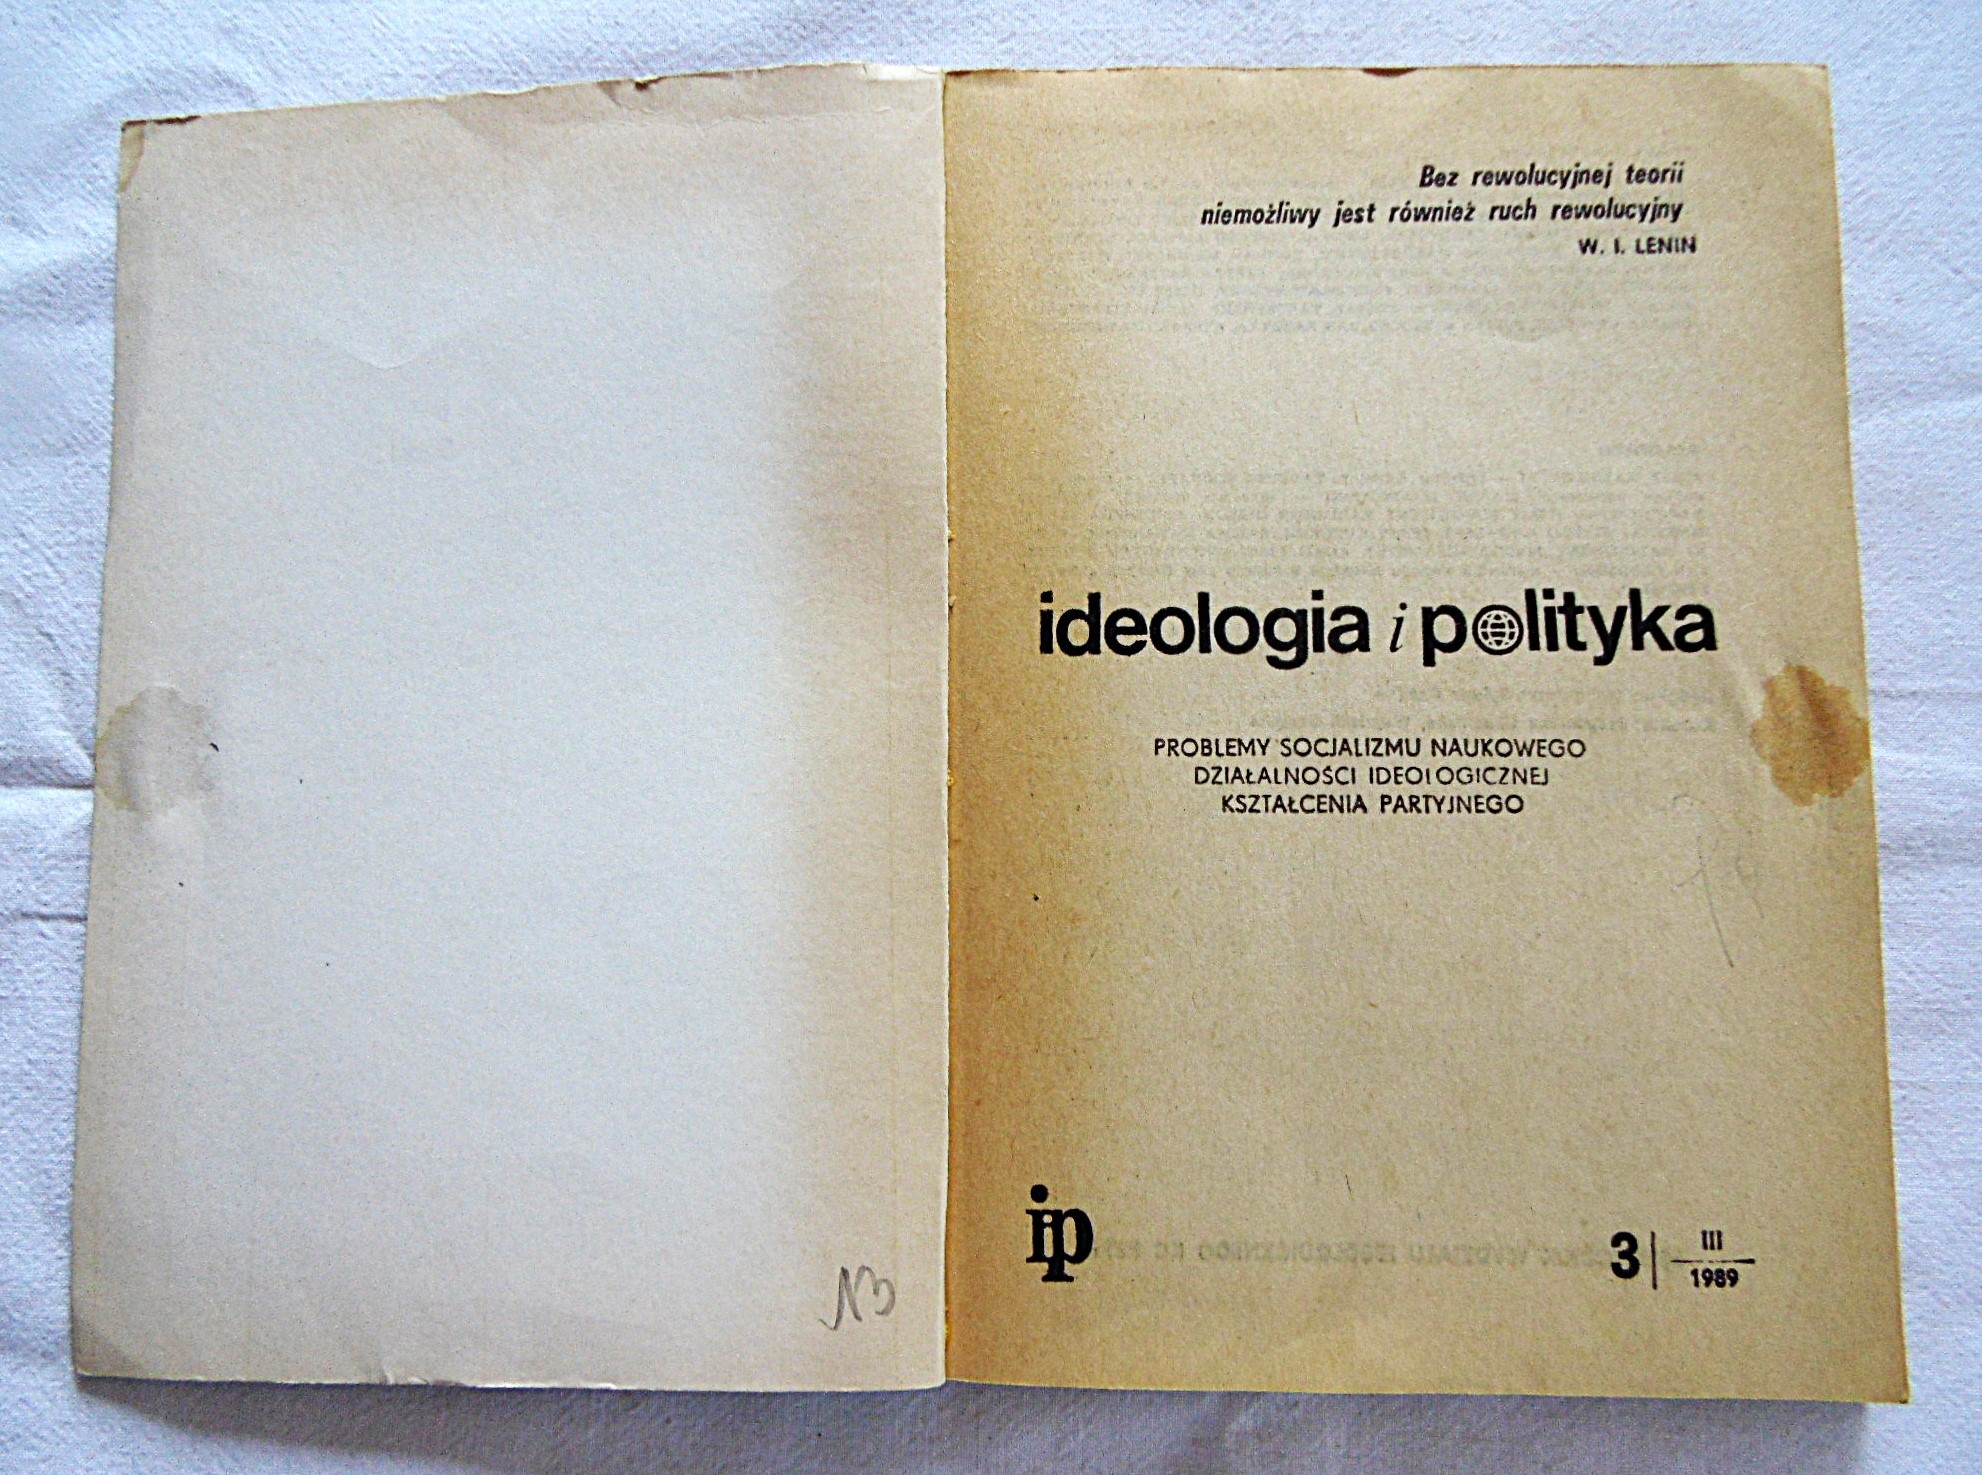 Bez rewolucyjnej teorii
niemożliwy jest również ruch rewolucyjny
W. I. LENIN
ideologia i polityka
PROBLEMY SOCJALIZMU NAUKOWEGO
DZIAŁALNOŚCI IDEOLOGICZNEJ
KSZTAŁCENIA PARTYJNEGO
ip
3 | III
1989